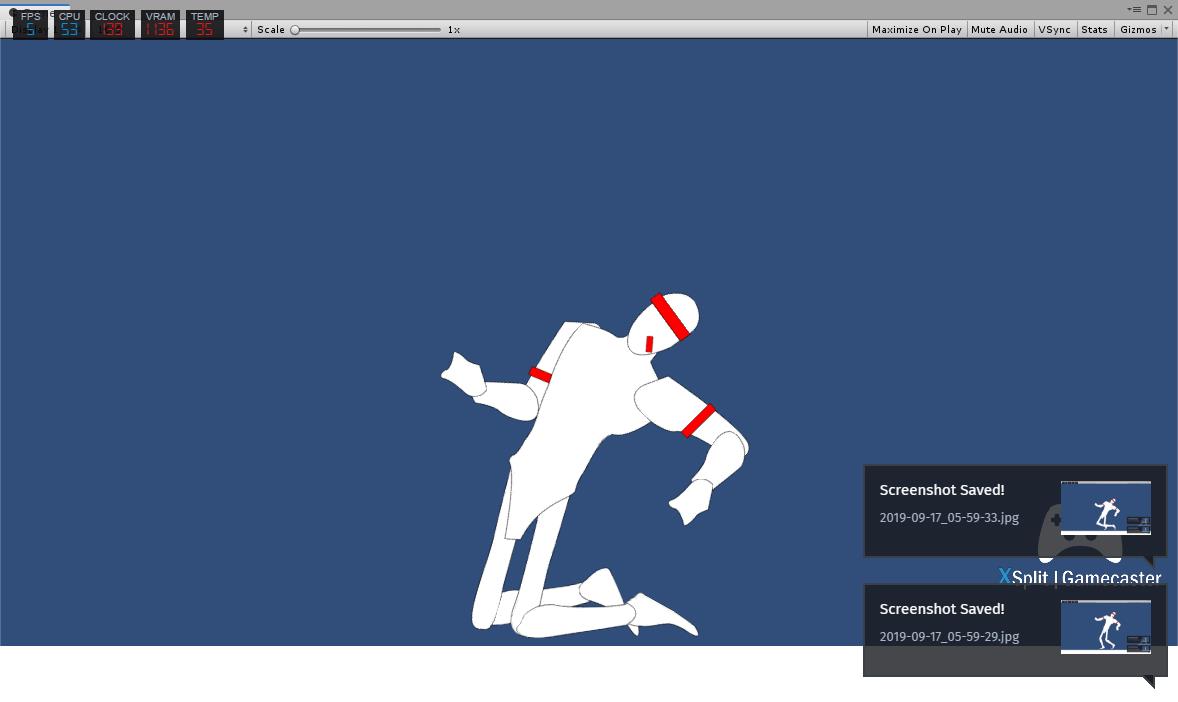 FPS CPU CLOCK VRAM TEMP
5 53 139 1136 35
Scale 1x Maximize On Play Mute Audio VSync Stats Gizmos
Screenshot Saved!
2019-09-17_05-59-33.jpg
XSplit | Gamecaster
Screenshot Saved!
2019-09-17_05-59-29.jpg